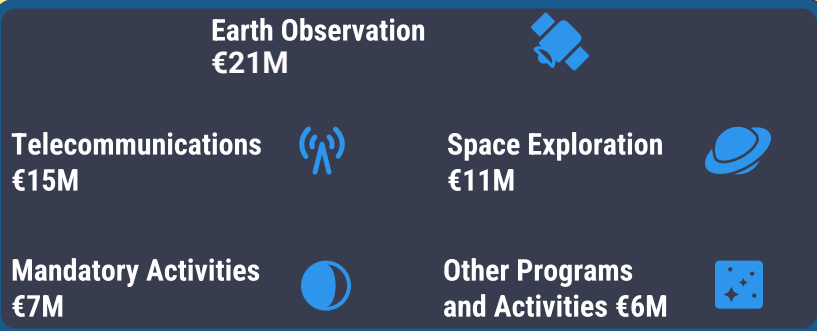 Earth Observation
€21M
Telecommunications
€15M
Space Exploration
€11M
Mandatory Activities
€7M
Other Programs
and Activities €6M